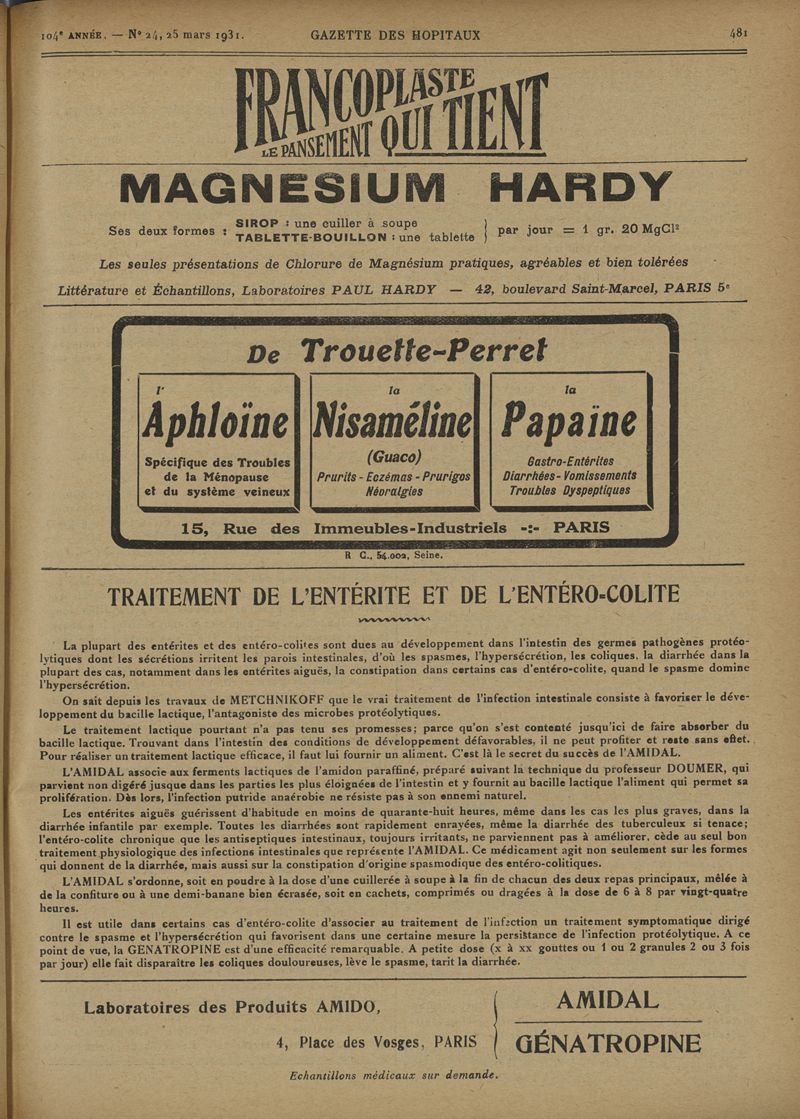 104e ANNÉE. — No 24, 25 mars 1931.
GAZETTE DES HOPITAUX
481
FRANCOPLASTE
LE PANSEMENT QUI TIENT
MAGNESIUM HARDY
Ses deux formes : SIROP : une cuiller à soupe
TABLETTE-BOUILLON : une tablette
par jour = 1 gr. 20 MgCl²
Les seules présentations de Chlorure de Magnésium pratiques, agréables et bien tolérées
Littérature et Échantillons, Laboratoires PAUL HARDY — 42, boulevard Saint-Marcel, PARIS 5e
De Trouette-Perret
l'
Aphloïne
Spécifique des Troubles
de la Ménopause
et du système veineux
la
Nisaméline
(Guaco)
Prurits - Eczémas - Prurigos
Néoralgies
la
Papaïne
Gastro-Entérites
Diarrhées - Vomissements
Troubles Dyspeptiques
15, Rue des Immeubles-Industriels -:- PARIS
R C., 54.002, Seine.
TRAITEMENT DE L'ENTÉRITE ET DE L'ENTÉRO-COLITE
La plupart des entérites et des entéro-colites sont dues au développement dans l'intestin des germes pathogènes protéo-
lytiques dont les sécrétions irritent les parois intestinales, d'où les spasmes, l'hypersécrétion, les coliques. la diarrhée dans la
plupart des cas, notamment dans les entérites aiguës, la constipation dans certains cas d'entéro-colite, quand le spasme domine
l'hypersécrétion.
On sait depuis les travaux de METCHNIKOFF que le vrai traitement de l'infection intestinale consiste à favoriser le déve-
loppement du bacille lactique, l'antagoniste des microbes protéolytiques.
Le traitement lactique pourtant n'a pas tenu ses promesses; parce qu'on s'est contenté jusqu'ici de faire absorber du
bacille lactique. Trouvant dans l'intestin des conditions de développement défavorables, il ne peut profiter et reste sans effet.
Pour réaliser un traitement lactique efficace, il faut lui fournir un aliment. C'est là le secret du succès de l'AMIDAL.
L'AMIDAL associe aux ferments lactiques de l'amidon paraffiné, préparé suivant la technique du professeur DOUMER, qui
parvient non digéré jusque dans les parties les plus éloignées de l'intestin et y fournit au bacille lactique l'aliment qui permet sa
prolifération. Dès lors, l'infection putride anaérobie ne résiste pas à son ennemi naturel.
Les entérites aiguës guérissent d'habitude en moins de quarante-huit heures, même dans les cas les plus graves, dans la
diarrhée infantile par exemple. Toutes les diarrhées sont rapidement enrayées, même la diarrhée des tuberculeux si tenace;
l'entéro-colite chronique que les antiseptiques intestinaux, toujours irritants, ne parviennent pas à améliorer, cède au seul bon
traitement physiologique des infections intestinales que représente l'AMIDAL. Ce médicament agit non seulement sur les formes
qui donnent de la diarrhée, mais aussi sur la constipation d'origine spasmodique des entéro-colitiques.
L'AMIDAL s'ordonne, soit en poudre à la dose d'une cuillerée à soupe à la fin de chacun des deux repas principaux, mêlée à
de la confiture ou à une demi-banane bien écrasée, soit en cachets, comprimés ou dragées à la dose de 6 à 8 par vingt-quatre
heures.
Il est utile dans certains cas d'entéro-colite d'associer au traitement de l'infection un traitement symptomatique dirigé
contre le spasme et l'hypersécrétion qui favorisent dans une certaine mesure la persistance de l'infection protéolytique. A ce
point de vue, la GENATROPINE est d'une efficacité remarquable. A petite dose (x à xx gouttes ou 1 ou 2 granules 2 ou 3 fois
par jour) elle fait disparaître les coliques douloureuses, lève le spasme, tarit la diarrhée.
Laboratoires des Produits AMIDO,
4, Place des Vosges, PARIS
AMIDAL
GÉNATROPINE
Echantillons médicaux sur demande.